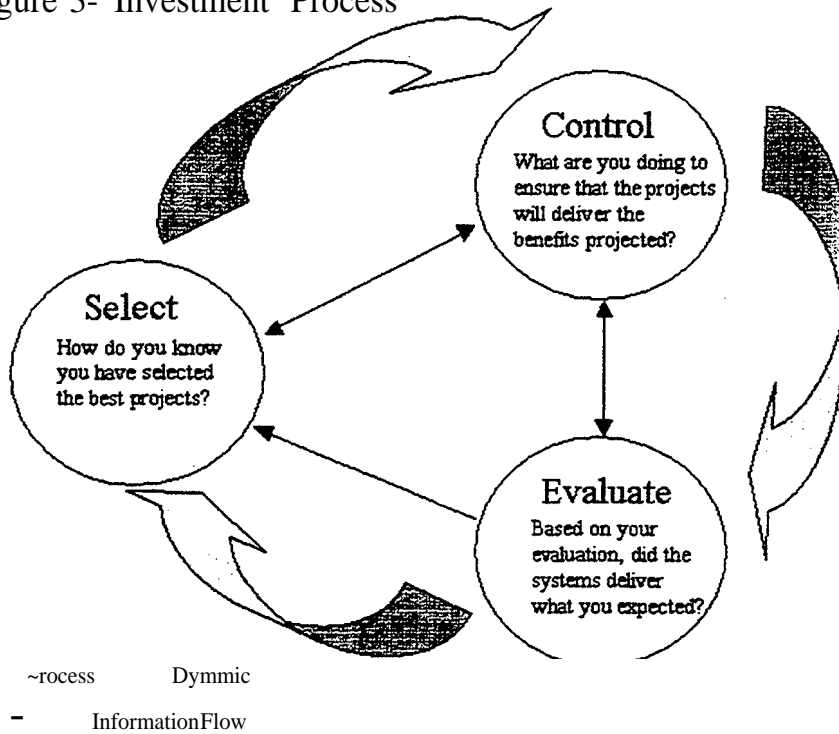 gure 3- Investment Process
Control
What are you doing to
ensure that the projects
will deliver the
benefits projected?
Select
How do you know
you have selected
the best projects?
Evaluate
Based on your
evaluation, did the
systems deliver
what you expected?
~rocess Dymmic
- InformationFlow